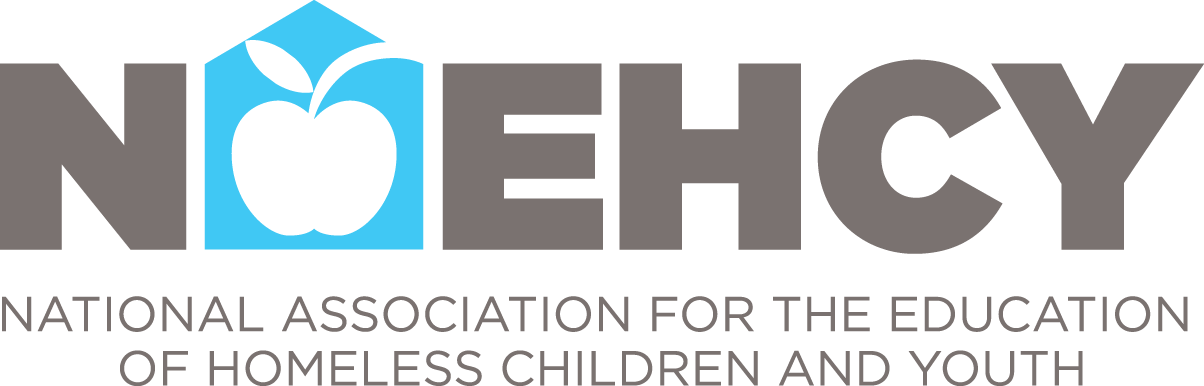 NAEHCY
NATIONAL ASSOCIATION FOR THE EDUCATION
OF HOMELESS CHILDREN AND YOUTH